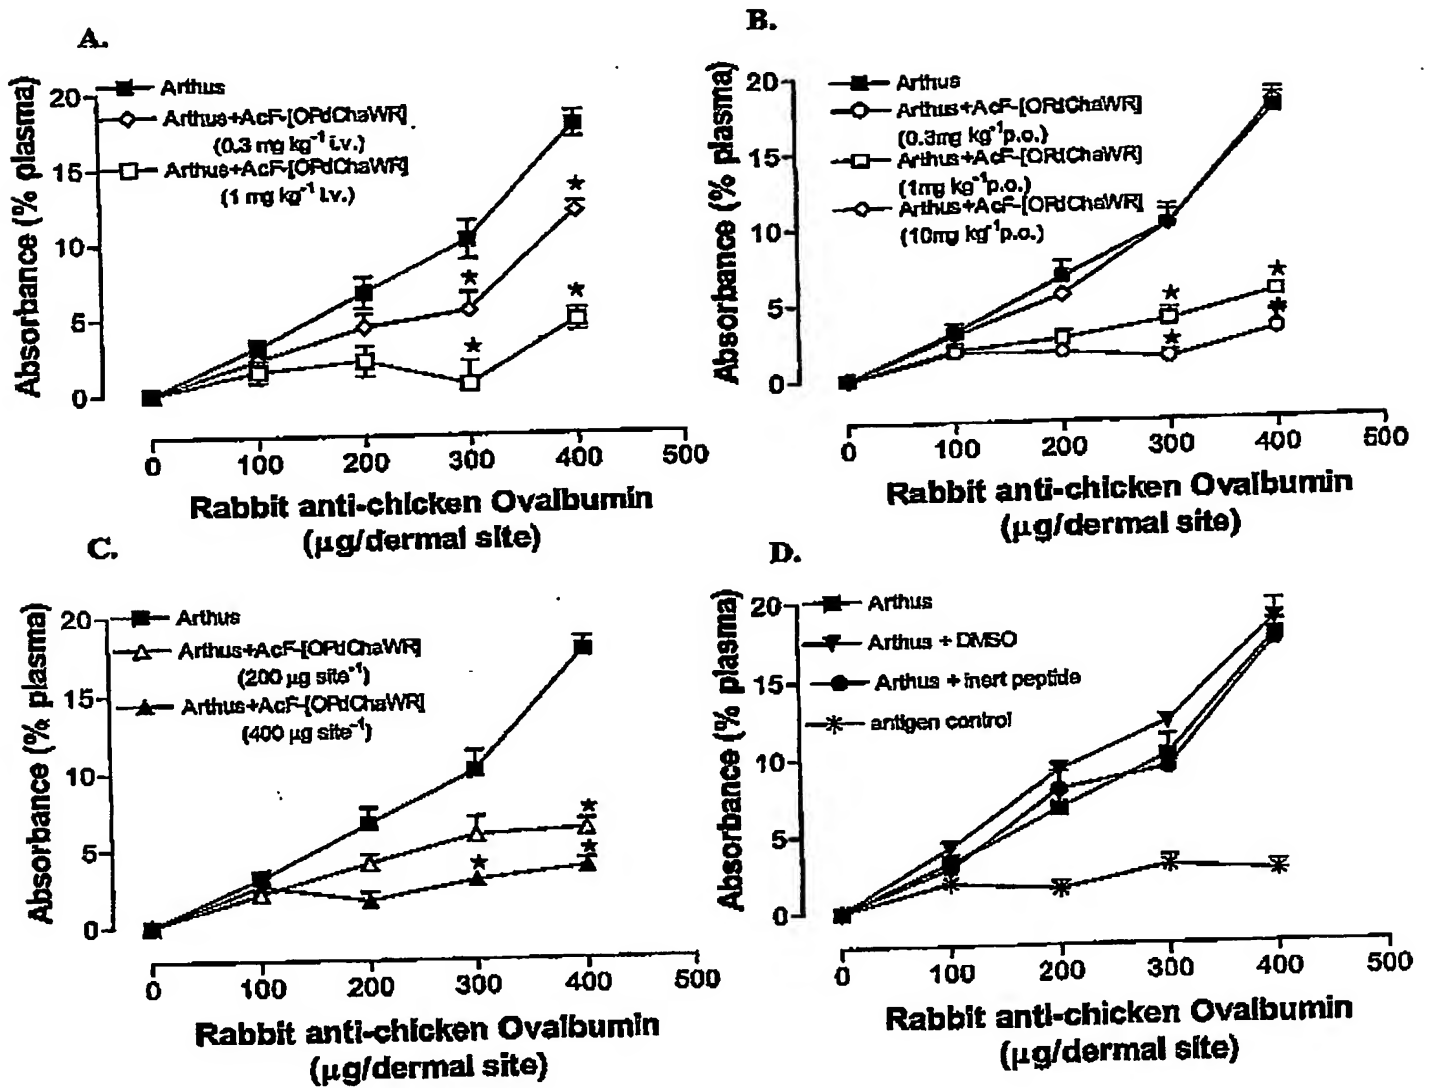 A.
Absorbance (% plasma)
20
15
10
5
0
Arthus
Arthus+AcF-[OPdChaWR]
(0.3 mg kg⁻¹ i.v.)
Arthus+AcF-[OPdChaWR]
(1 mg kg⁻¹ i.v.)
★
★
★
★
0 100 200 300 400 500
Rabbit anti-chicken Ovalbumin
(µg/dermal site)
B.
Absorbance (% plasma)
20
15
10
5
0
Arthus
Arthus+AcF-[OPdChaWR]
(0.3mg kg⁻¹p.o.)
Arthus+AcF-[OPdChaWR]
(1mg kg⁻¹p.o.)
Arthus+AcF-[OPdChaWR]
(10mg kg⁻¹p.o.)
★
★
★
★
0 100 200 300 400 500
Rabbit anti-chicken Ovalbumin
(µg/dermal site)
C.
Absorbance (% plasma)
20
15
10
5
0
Arthus
Arthus+AcF-[OPdChaWR]
(200 µg site⁻¹)
Arthus+AcF-[OPdChaWR]
(400 µg site⁻¹)
★
★
★
0 100 200 300 400 500
Rabbit anti-chicken Ovalbumin
(µg/dermal site)
D.
Absorbance (% plasma)
20
15
10
5
0
Arthus
Arthus + DMSO
Arthus + inert peptide
antigen control
0 100 200 300 400 500
Rabbit anti-chicken Ovalbumin
(µg/dermal site)